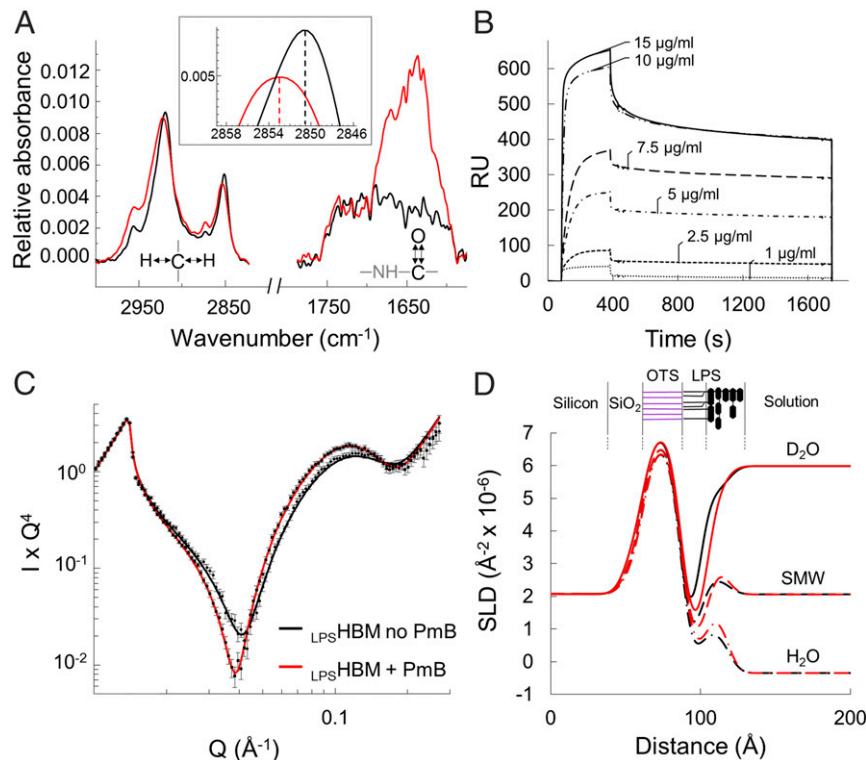 A
Relative absorbance
0.012
0.010
0.008
0.006
0.004
0.002
0.000
0.005
2858 2854 2850 2846
H C H
O
—NH—C—
2950 2850 1750 1650
Wavenumber (cm⁻¹)
B
RU
600
500
400
300
200
100
0
15 µg/ml
10 µg/ml
7.5 µg/ml
5 µg/ml
2.5 µg/ml
1 µg/ml
0 400 800 1200 1600
Time (s)
C
I x Q⁴
10⁰
10⁻¹
10⁻²
LPSHBM no PmB
LPSHBM + PmB
0.1
Q (Å⁻¹)
D
OTS LPS
Silicon SiO₂ Solution
SLD (Å⁻² x 10⁻⁶)
7
6
5
4
3
2
1
0
-1
D₂O
SMW
H₂O
0 100 200
Distance (Å)